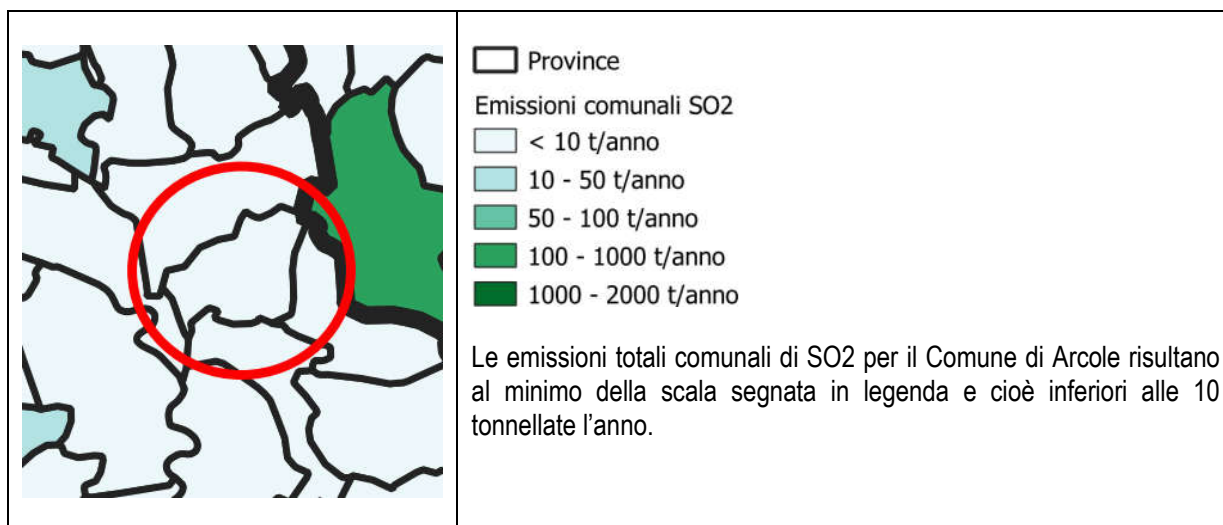 Province
Emissioni comunali SO2
< 10 t/anno
10 - 50 t/anno
50 - 100 t/anno
100 - 1000 t/anno
1000 - 2000 t/anno
Le emissioni totali comunali di SO2 per il Comune di Arcole risultano
al minimo della scala segnata in legenda e cioè inferiori alle 10
tonnellate l’anno.